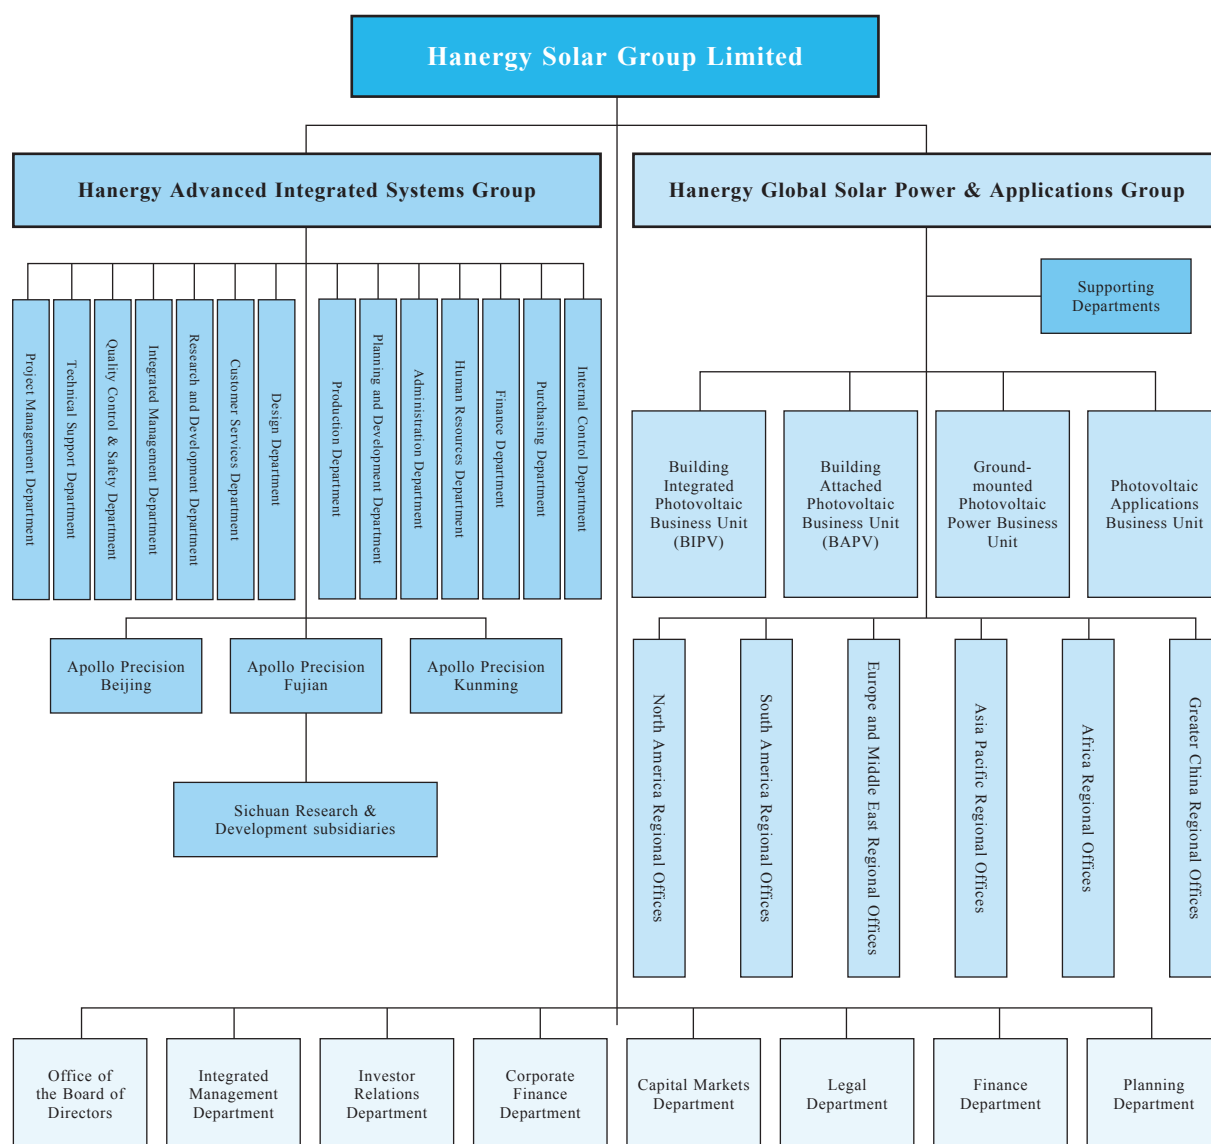 Hanergy Solar Group Limited
Hanergy Advanced Integrated Systems Group
Hanergy Global Solar Power & Applications Group
Supporting
Departments
Project Management Department
Technical Support Department
Quality Control & Safety Department
Integrated Management Department
Research and Development Department
Customer Services Department
Design Department
Production Department
Planning and Development Department
Administration Department
Human Resources Department
Finance Department
Purchasing Department
Internal Control Department
Building
Integrated
Photovoltaic
Business Unit
(BIPV)
Building
Attached
Photovoltaic
Business Unit
(BAPV)
Ground-
mounted
Photovoltaic
Power Business
Unit
Photovoltaic
Applications
Business Unit
Apollo Precision
Beijing
Apollo Precision
Fujian
Apollo Precision
Kunming
Sichuan Research &
Development subsidiaries
North America Regional Offices
South America Regional Offices
Europe and Middle East Regional Offices
Asia Pacific Regional Offices
Africa Regional Offices
Greater China Regional Offices
Office of
the Board of
Directors
Integrated
Management
Department
Investor
Relations
Department
Corporate
Finance
Department
Capital Markets
Department
Legal
Department
Finance
Department
Planning
Department